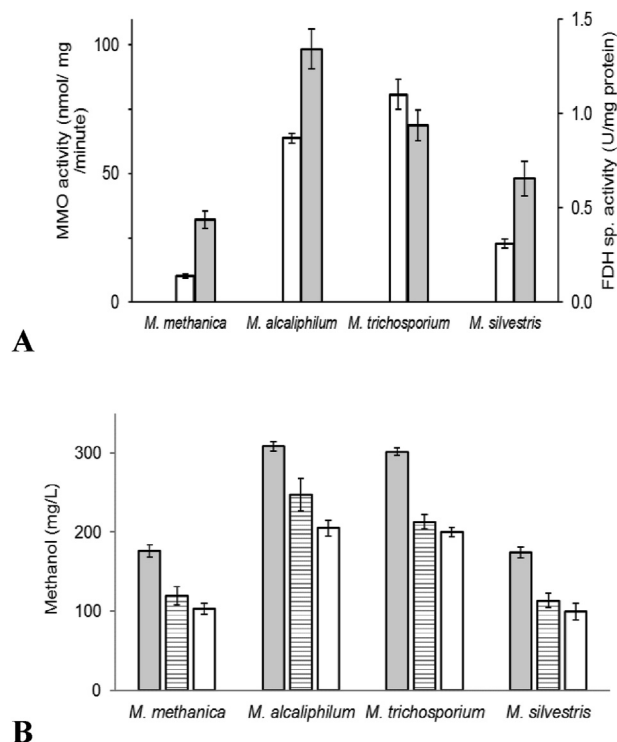 MMO activity (nmol/ mg
/minute)
100
50
0
1.5
1.0
0.5
0.0
FDH sp. activity (U/mg protein)
M. methanica M. alcaliphilum M. trichosporium M. silvestris
A
Methanol (mg/L)
300
200
100
0
M. methanica M. alcaliphilum M. trichosporium M. silvestris
B